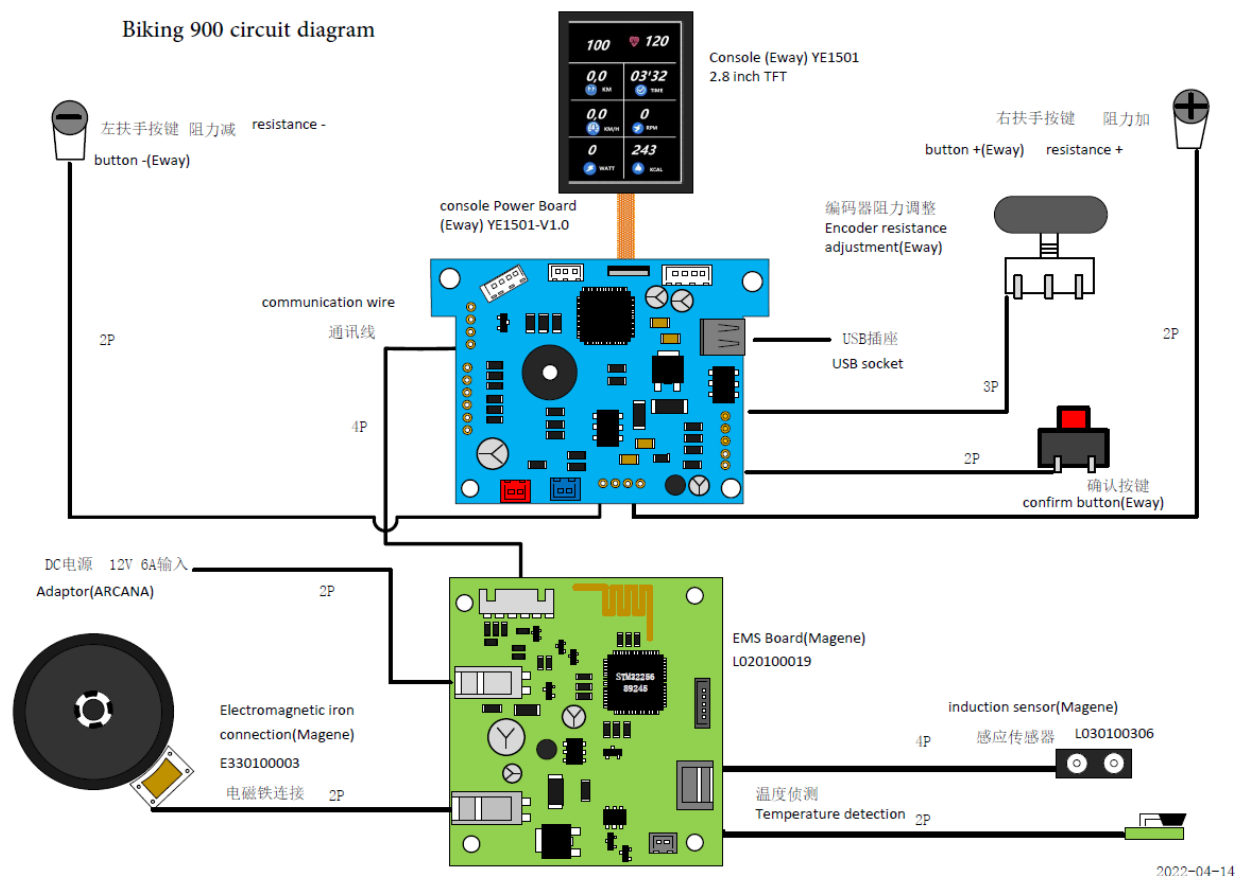 Biking 900 circuit diagram
100 120
0,0 03'32
KM TIME
0,0 0
KM/H RPM
0 243
WATT KCAL
Console (Eway) YE1501
2.8 inch TFT
左扶手按键 阻力减 resistance -
button -(Eway)
右扶手按键 阻力加
button +(Eway) resistance +
console Power Board
(Eway) YE1501-V1.0
编码器阻力调整
Encoder resistance
adjustment(Eway)
communication wire
通讯线
2P
USB插座
USB socket
2P
3P
4P
2P
确认按键
confirm button(Eway)
DC电源 12V 6A输入
Adaptor(ARCANA)
2P
EMS Board(Magene)
L020100019
STM32256
89245
Electromagnetic iron
connection(Magene)
E330100003
电磁铁连接 2P
induction sensor(Magene)
4P 感应传感器 L030100306
温度侦测
Temperature detection 2P
2022-04-14